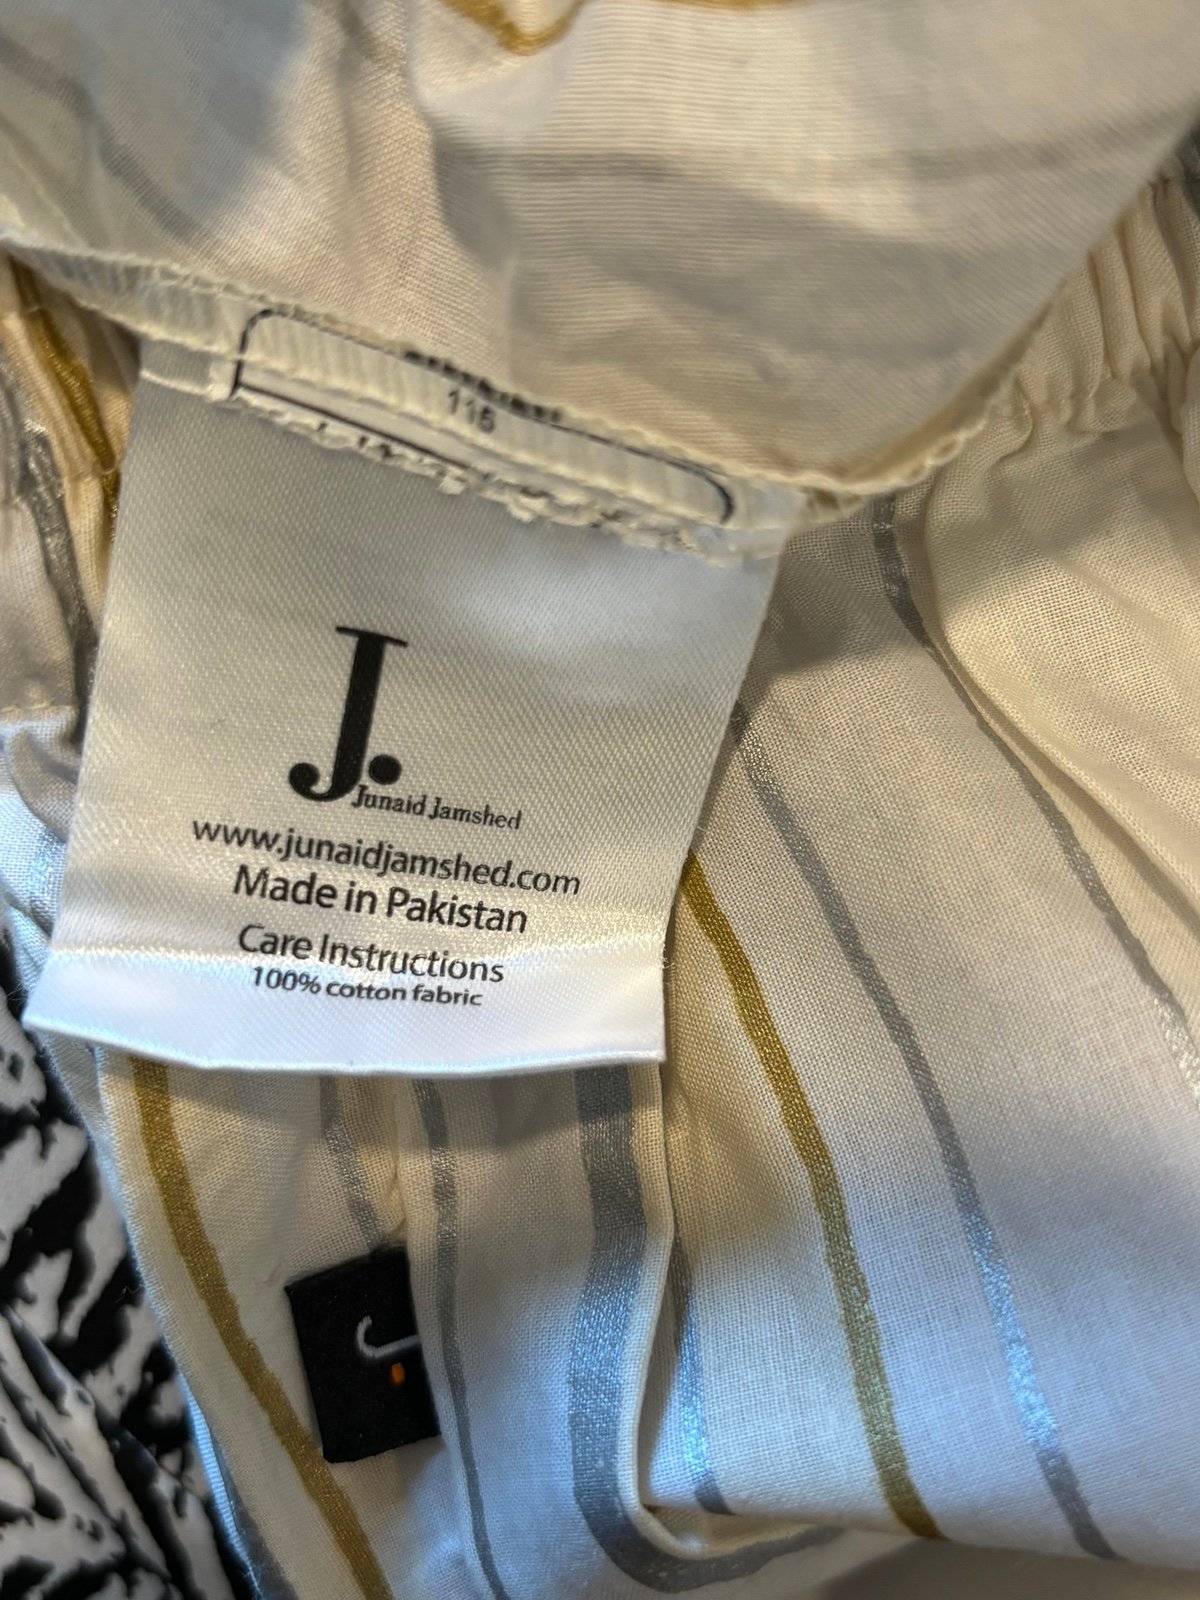 116
J.
Junaid Jamshed
www.junaidjamshed.com
Made in Pakistan
Care Instructions
100% cotton fabric